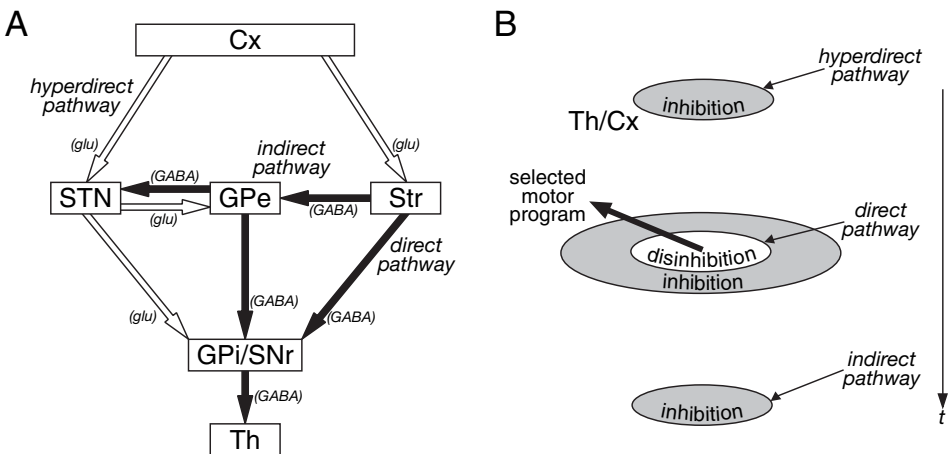 A
Cx
hyperdirect
pathway
(glu)
(glu)
indirect
pathway
STN
(GABA)
(glu)
GPe
(GABA)
Str
direct
pathway
(glu)
(GABA)
(GABA)
GPi/SNr
(GABA)
Th
B
hyperdirect
pathway
inhibition
Th/Cx
selected
motor
program
direct
pathway
disinhibition
inhibition
indirect
pathway
inhibition
t